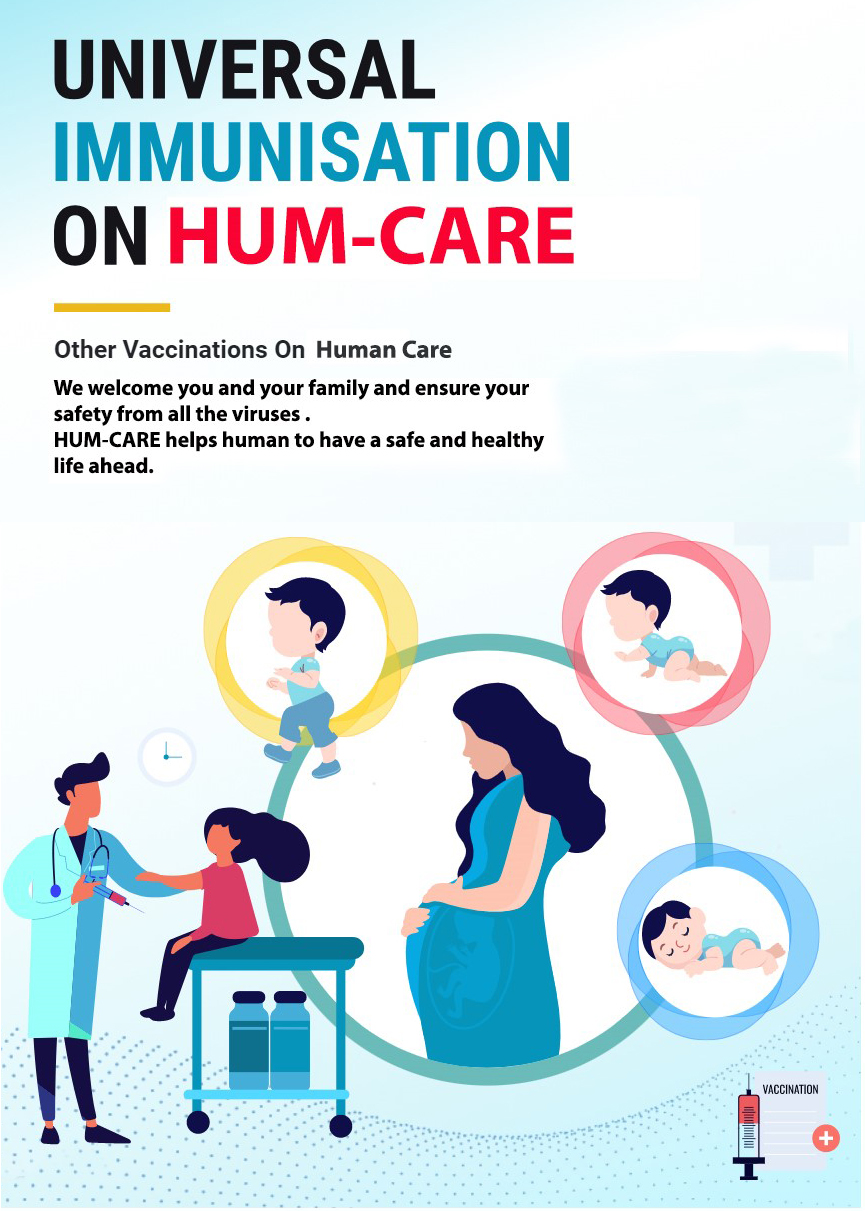 UNIVERSAL
IMMUNISATION
ON HUM-CARE
Other Vaccinations On Human Care
We welcome you and your family and ensure your
safety from all the viruses .
HUM-CARE helps human to have a safe and healthy
life ahead.
VACCINATION